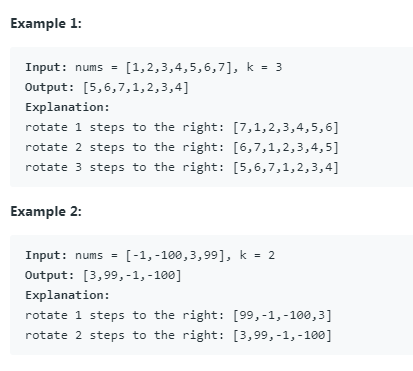 Example 1:
Input: nums = [1,2,3,4,5,6,7], k = 3
Output: [5,6,7,1,2,3,4]
Explanation:
rotate 1 steps to the right: [7,1,2,3,4,5,6]
rotate 2 steps to the right: [6,7,1,2,3,4,5]
rotate 3 steps to the right: [5,6,7,1,2,3,4]
Example 2:
Input: nums = [-1,-100,3,99], k = 2
Output: [3,99,-1,-100]
Explanation:
rotate 1 steps to the right: [99,-1,-100,3]
rotate 2 steps to the right: [3,99,-1,-100]